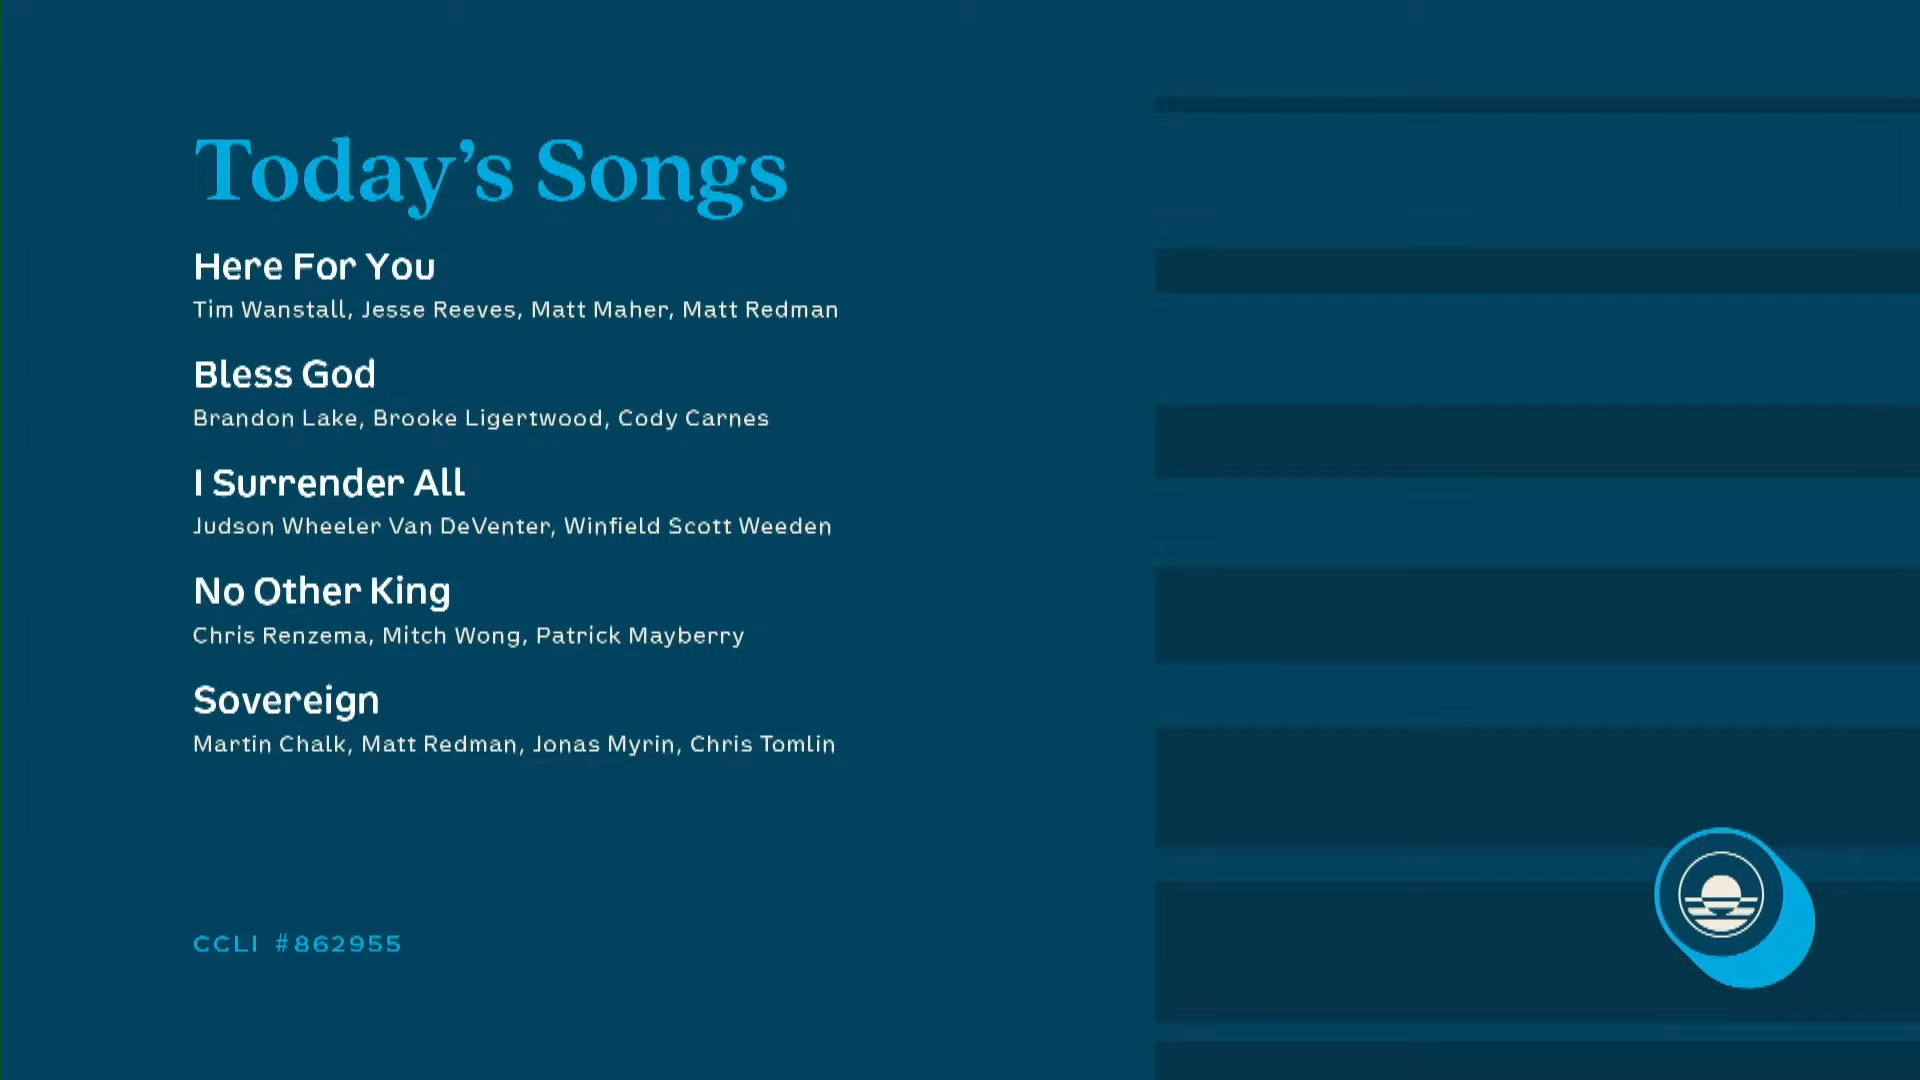 Today’s Songs
Here For You
Tim Wanstall, Jesse Reeves, Matt Maher, Matt Redman
Bless God
Brandon Lake, Brooke Ligertwood, Cody Carnes
I Surrender All
Judson Wheeler Van DeVenter, Winfield Scott Weeden
No Other King
Chris Renzema, Mitch Wong, Patrick Mayberry
Sovereign
Martin Chalk, Matt Redman, Jonas Myrin, Chris Tomlin
CCLI #862955